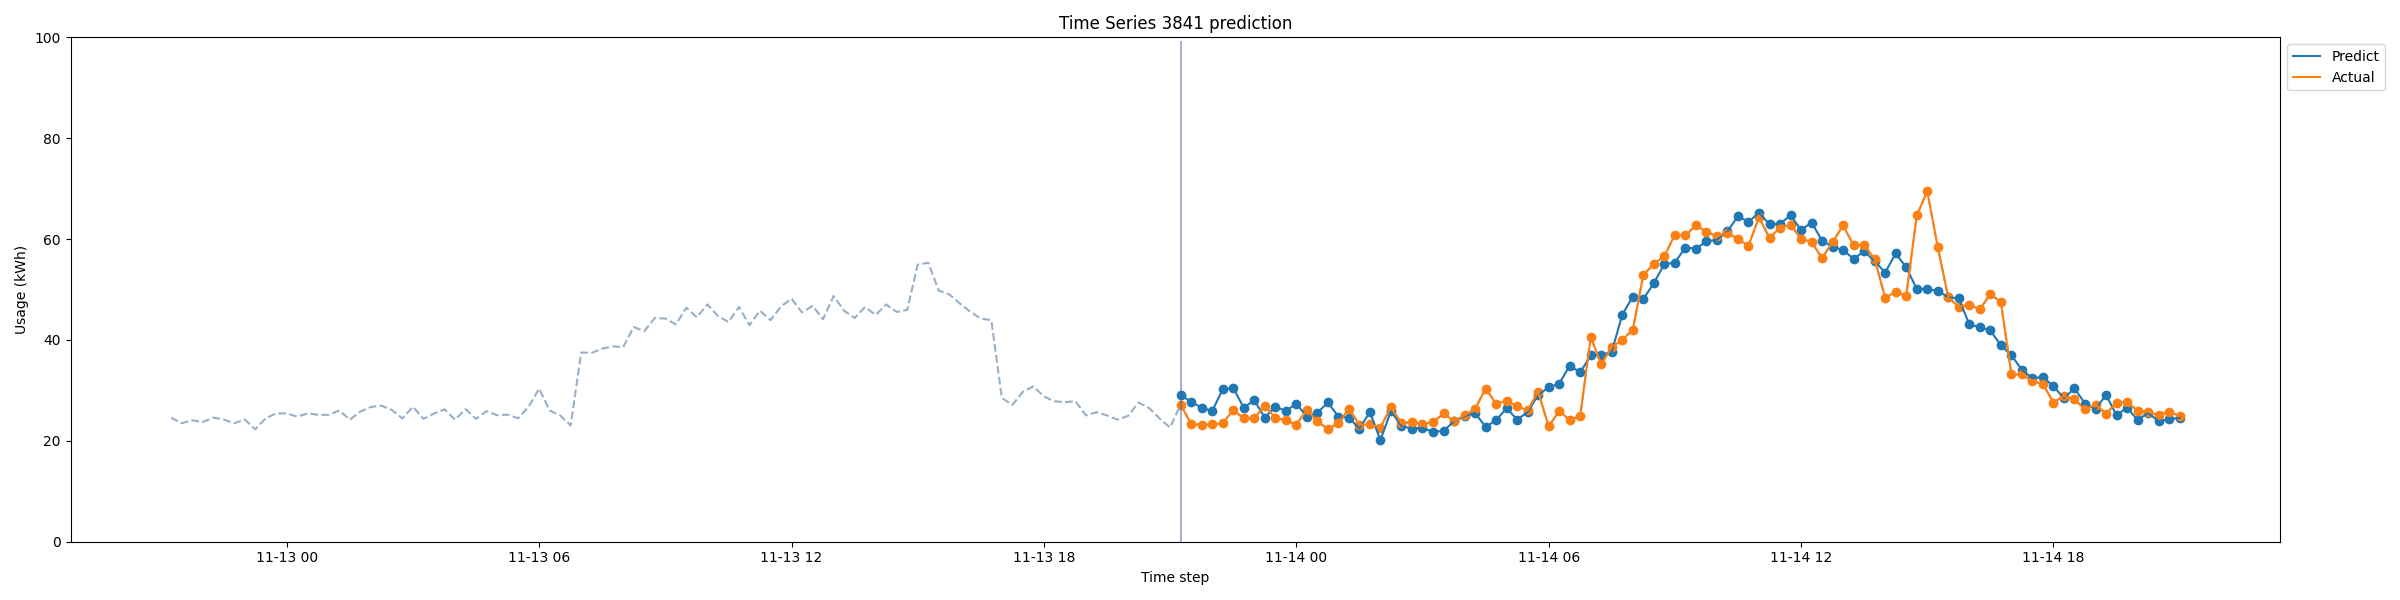 Time Series 3841 prediction
Predict
Actual
Usage (kWh)
100
80
60
40
20
0
11-13 00
11-13 06
11-13 12
11-13 18
11-14 00
11-14 06
11-14 12
11-14 18
Time step